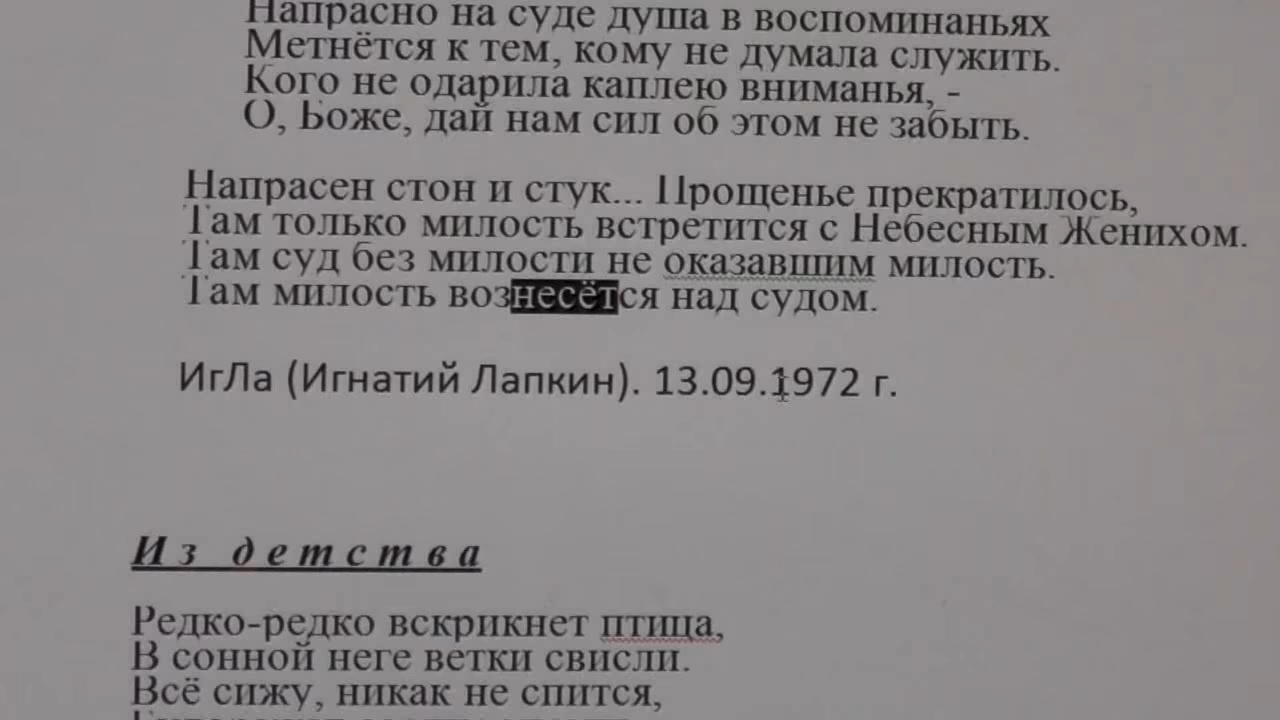 Напрасно на суде душа в воспоминаньях
Метнётся к тем, кому не думала служить.
Кого не одарила каплею вниманья, -
О, Боже, дай нам сил об этом не забыть.
Напрасен стон и стук... Прощенье прекратилось,
Там только милость встретится с Небесным Женихом.
Там суд без милости не оказавшим милость.
Там милость вознесётся над судом.
ИгЛа (Игнатий Лапкин). 13.09.1972 г.
Из детства
Редко-редко вскрикнет птица,
В сонной неге ветки свисли.
Всё сижу, никак не спится,